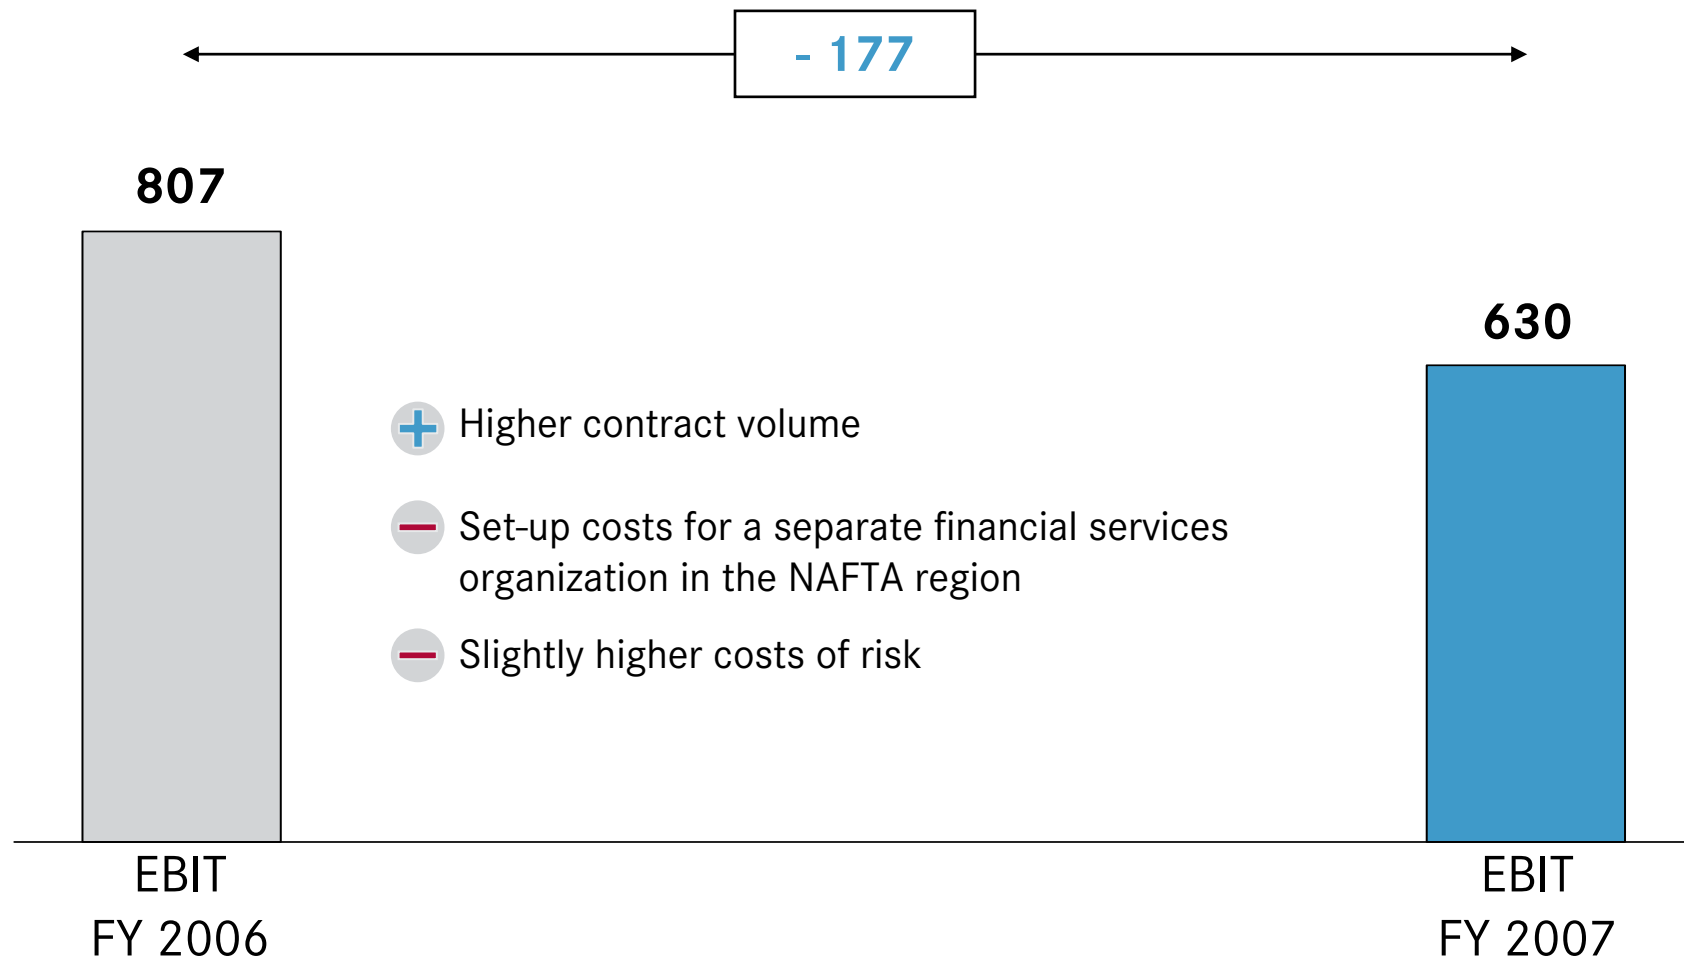 - 177
807
630
Higher contract volume
Set-up costs for a separate financial services
organization in the NAFTA region
Slightly higher costs of risk
EBIT
FY 2006
EBIT
FY 2007